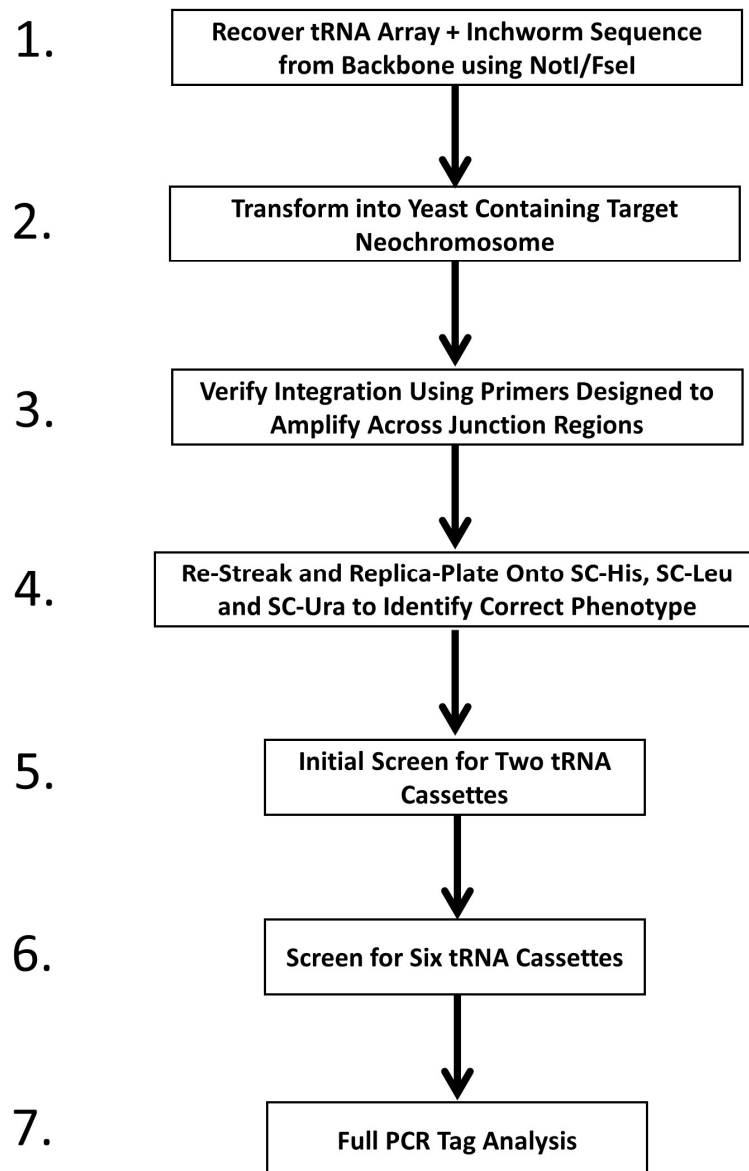 1.
Recover tRNA Array + Inchworm Sequence
from Backbone using NotI/FseI
2.
Transform into Yeast Containing Target
Neochromosome
3.
Verify Integration Using Primers Designed to
Amplify Across Junction Regions
4.
Re-Streak and Replica-Plate Onto SC-His, SC-Leu
and SC-Ura to Identify Correct Phenotype
5.
Initial Screen for Two tRNA
Cassettes
6.
Screen for Six tRNA Cassettes
7.
Full PCR Tag Analysis